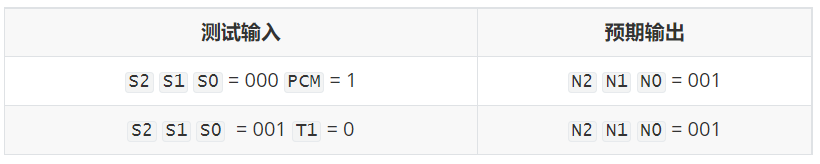 测试输入 预期输出
S2 S1 S0 = 000 PCM = 1 N2 N1 N0 = 001
S2 S1 S0 = 001 T1 = 0 N2 N1 N0 = 001